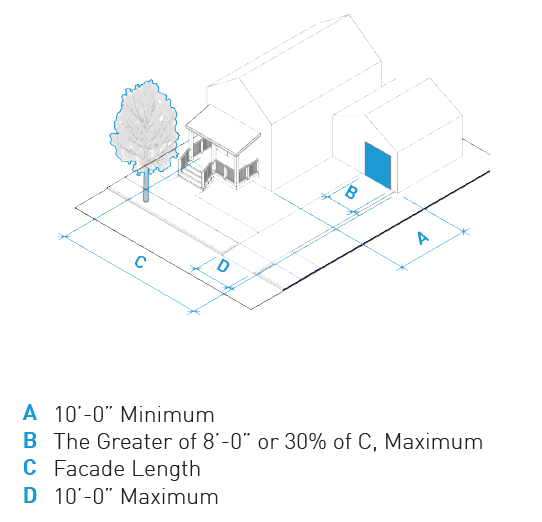 B
A
C
D
A 10’-0” Minimum
B The Greater of 8’-0” or 30% of C, Maximum
C Facade Length
D 10’-0” Maximum